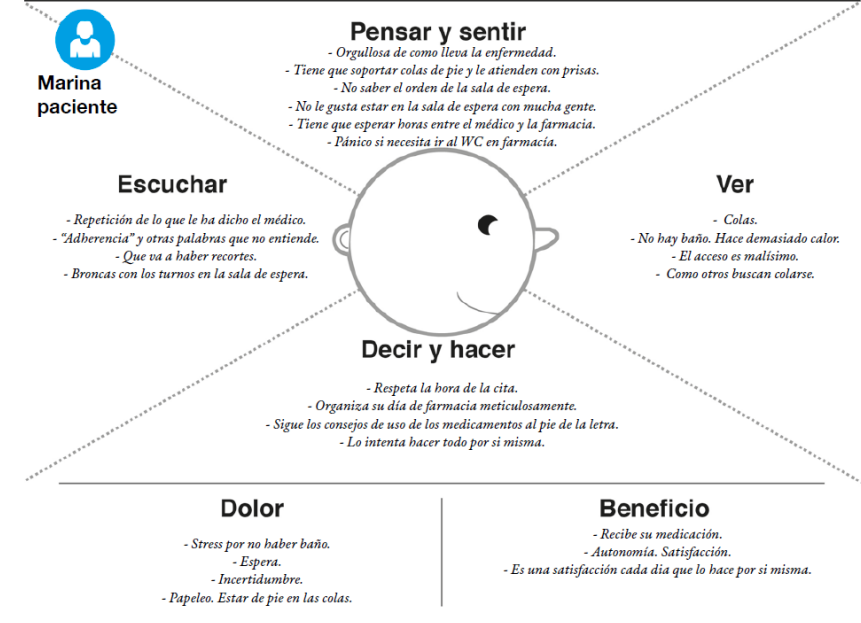 Marina
paciente
Pensar y sentir
- Orgullosa de como lleva la enfermedad.
- Tiene que soportar colas de pie y le atienden con prisas.
- No saber el orden de la sala de espera.
- No le gusta estar en la sala de espera con mucha gente.
- Tiene que esperar horas entre el médico y la farmacia.
- Pánico si necesita ir al WC en farmacía.
Escuchar
- Repetición de lo que le ha dicho el médico.
- “Adherencia” y otras palabras que no entiende.
- Que va a haber recortes.
- Broncas con los turnos en la sala de espera.
Ver
- Colas.
- No hay baño. Hace demasiado calor.
- El acceso es malísimo.
- Como otros buscan colarse.
Decir y hacer
- Respeta la hora de la cita.
- Organiza su día de farmacia meticulosamente.
- Sigue los consejos de uso de los medicamentos al pie de la letra.
- Lo intenta hacer todo por si misma.
Dolor
- Stress por no haber baño.
- Espera.
- Incertidumbre.
- Papeleo. Estar de pie en las colas.
Beneficio
- Recibe su medicación.
- Autonomía. Satisfacción.
- Es una satisfacción cada dia que lo hace por si misma.